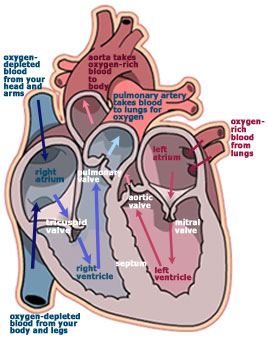 oxygen-
depleted
blood
from your
head and
arms
aorta takes
oxygen-rich
blood
to
body
pulmonary artery
takes blood
to lungs for
oxygen
oxygen-
rich
blood
from
lungs
left
atrium
right
atrium
pulmonary
valve
aortic
valve
tricuspid
valve
mitral
valve
septum
right
ventricle
left
ventricle
oxygen-depleted
blood from your
body and legs